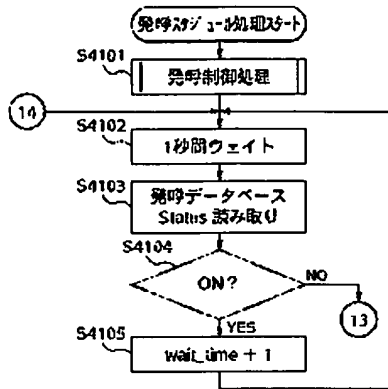 発呼スケジュール処理スタート
S4101
発呼制御処理
14
S4102
1秒間ウェイト
S4103
発呼データベース
Status 読み取り
S4104
ON?
NO
13
YES
S4105
wait_time + 1